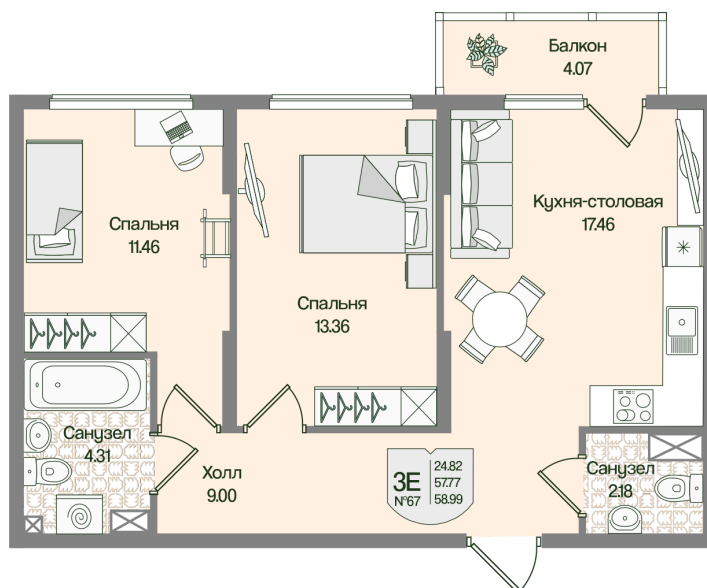 Балкон
4.07
Кухня-столовая
17.46
Спальня
11.46
Спальня
13.36
Санузел
4.31
Холл
9.00
3Е
№67
24.82
57.77
58.99
Санузел
2.18